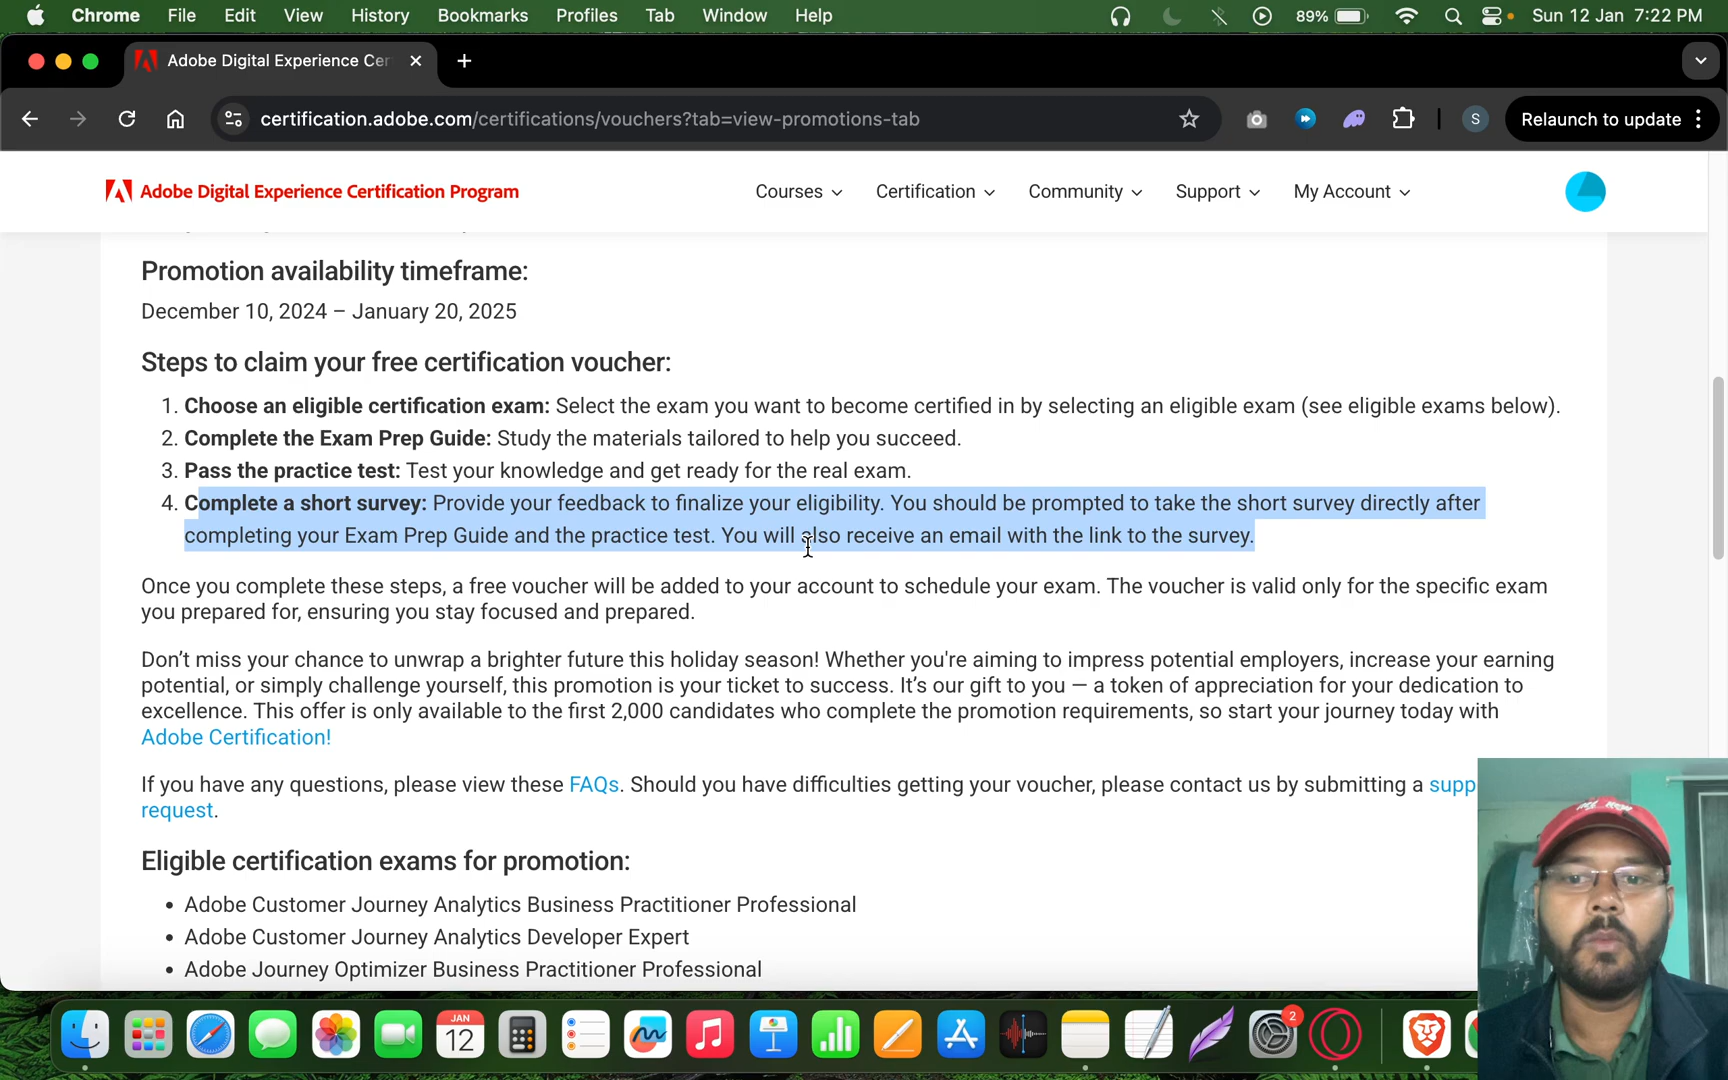 Chrome File Edit View History Bookmarks Profiles Tab Window Help 89% Sun 12 Jan 7:22 PM
Adobe Digital Experience Cer
certification.adobe.com/certifications/vouchers?tab=view-promotions-tab S Relaunch to update
Adobe Digital Experience Certification Program Courses Certification Community Support My Account
Promotion availability timeframe:
December 10, 2024 – January 20, 2025
Steps to claim your free certification voucher:
1. Choose an eligible certification exam: Select the exam you want to become certified in by selecting an eligible exam (see eligible exams below).
2. Complete the Exam Prep Guide: Study the materials tailored to help you succeed.
3. Pass the practice test: Test your knowledge and get ready for the real exam.
4. Complete a short survey: Provide your feedback to finalize your eligibility. You should be prompted to take the short survey directly after
completing your Exam Prep Guide and the practice test. You will also receive an email with the link to the survey.
Once you complete these steps, a free voucher will be added to your account to schedule your exam. The voucher is valid only for the specific exam
you prepared for, ensuring you stay focused and prepared.
Don’t miss your chance to unwrap a brighter future this holiday season! Whether you're aiming to impress potential employers, increase your earning
potential, or simply challenge yourself, this promotion is your ticket to success. It’s our gift to you — a token of appreciation for your dedication to
excellence. This offer is only available to the first 2,000 candidates who complete the promotion requirements, so start your journey today with
Adobe Certification!
If you have any questions, please view these FAQs. Should you have difficulties getting your voucher, please contact us by submitting a supp
request.
Eligible certification exams for promotion:
• Adobe Customer Journey Analytics Business Practitioner Professional
• Adobe Customer Journey Analytics Developer Expert
• Adobe Journey Optimizer Business Practitioner Professional
JAN
12
2